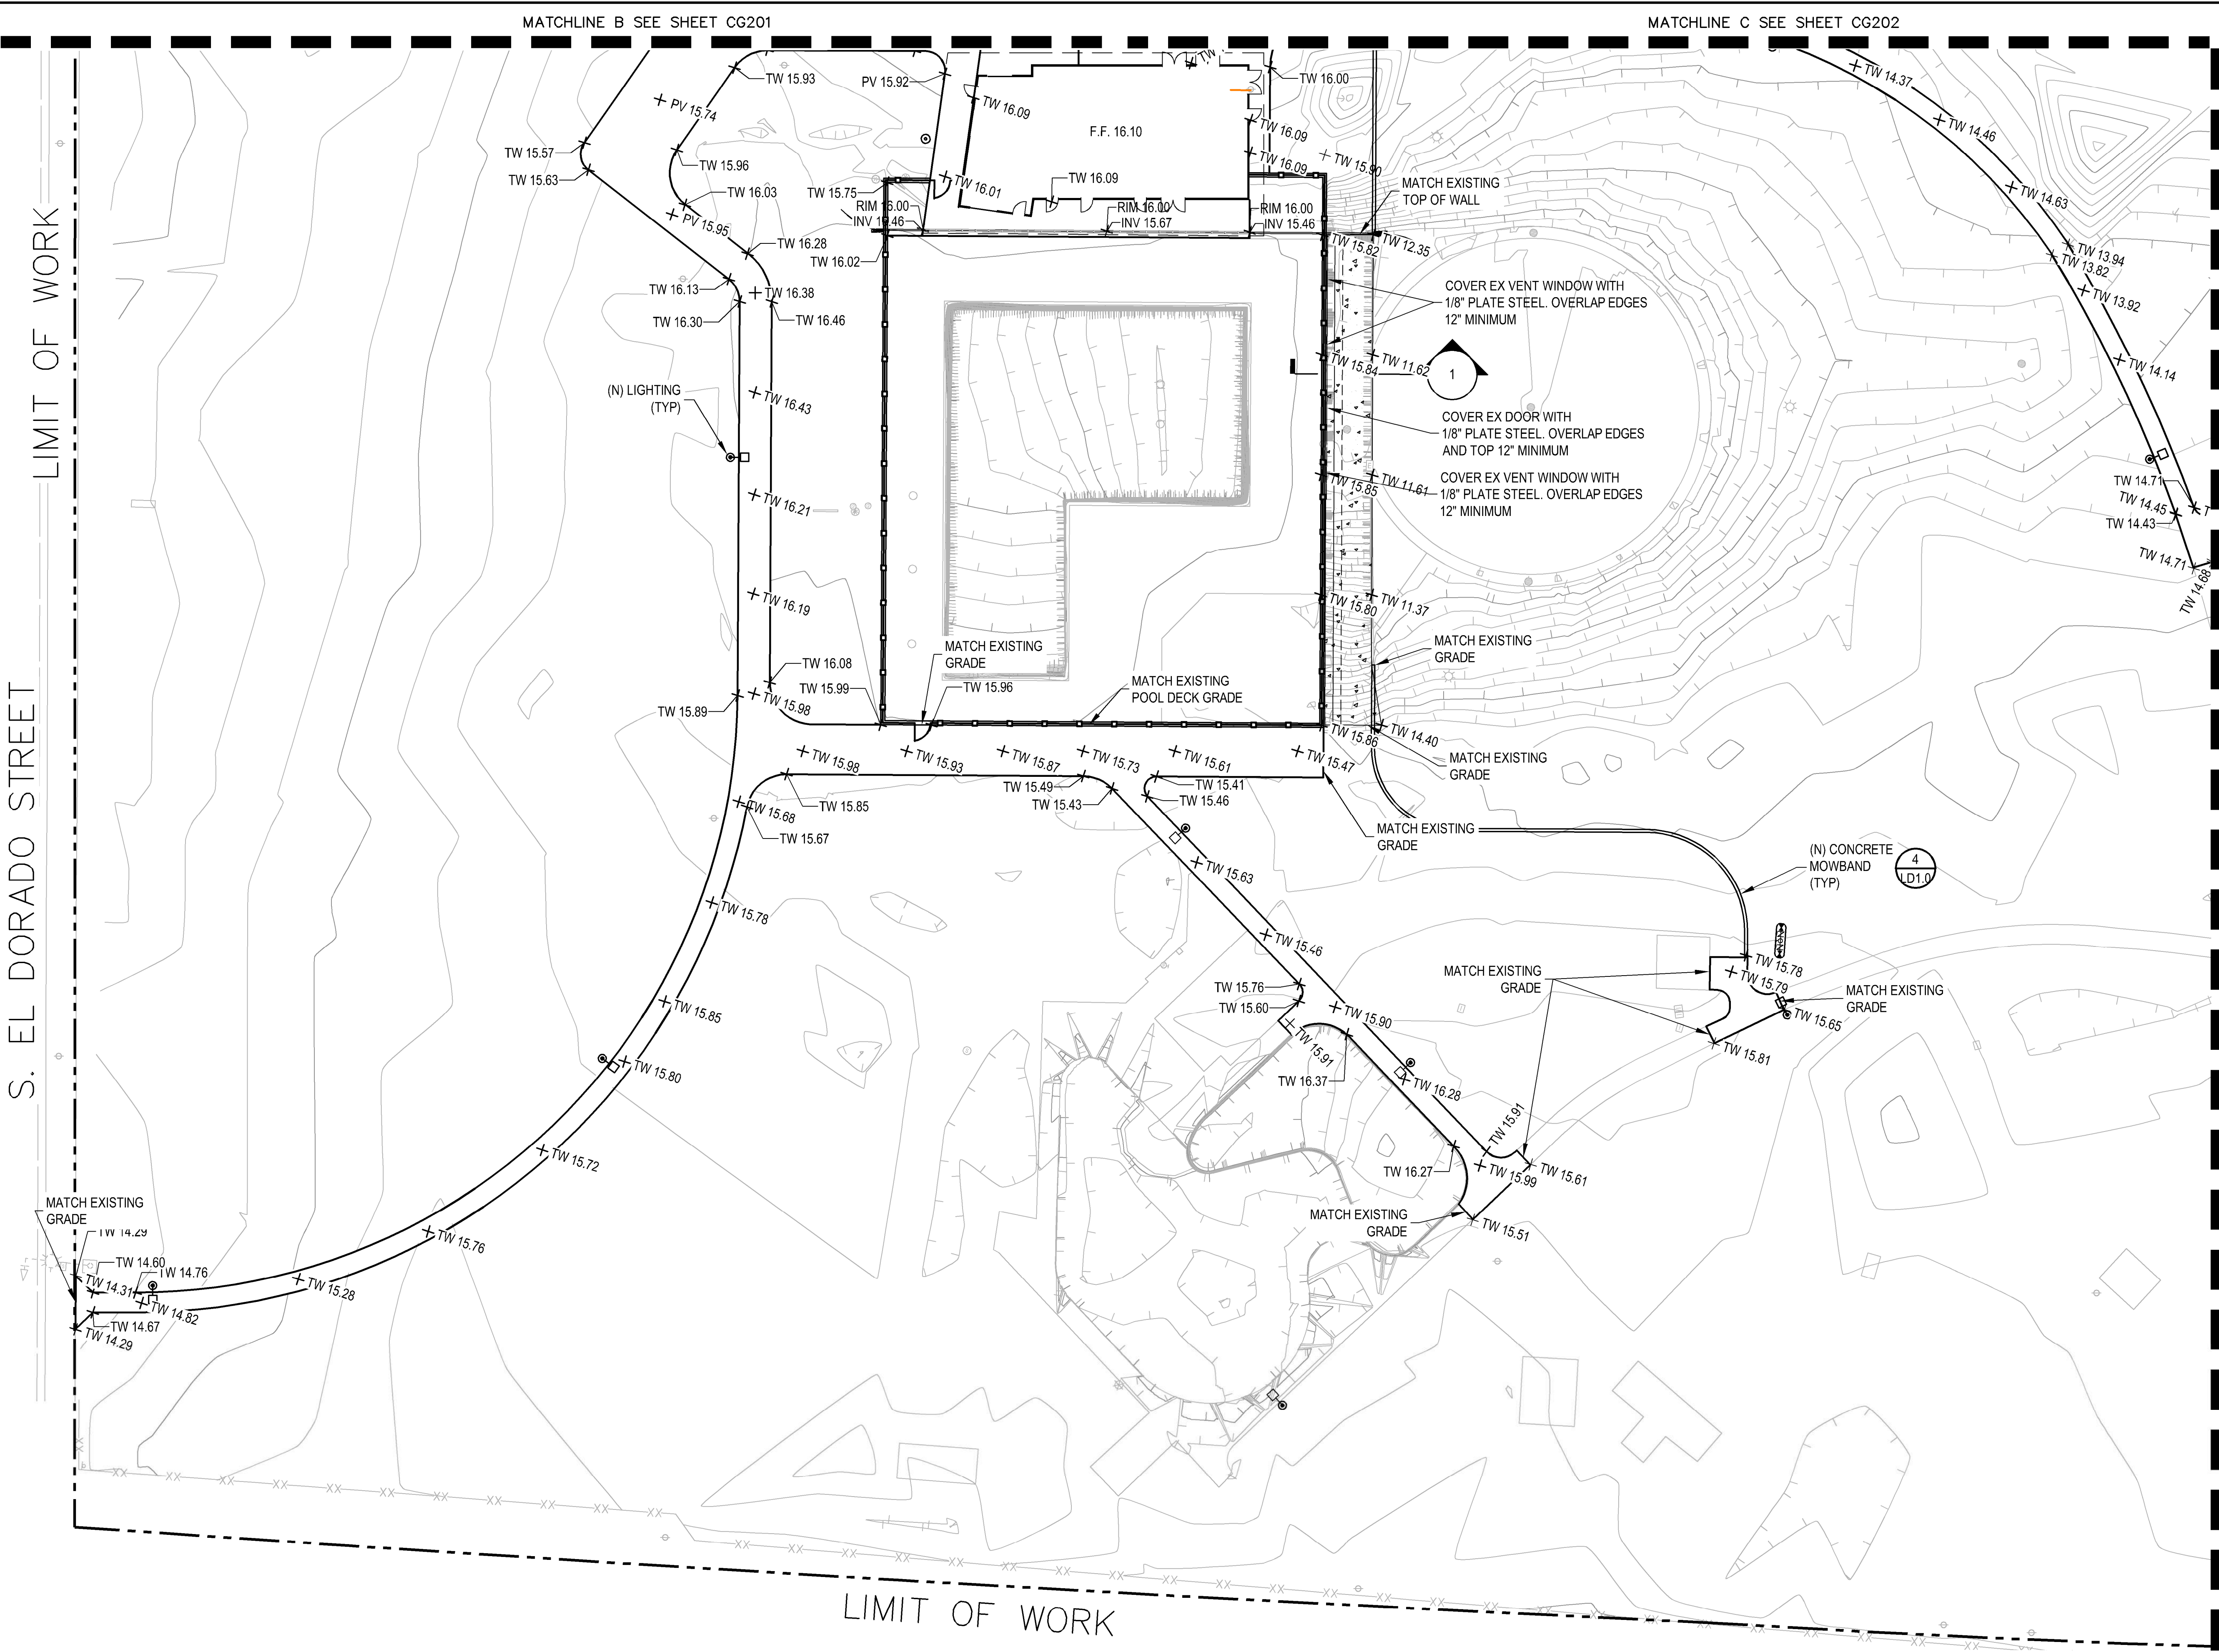 MATCHLINE B SEE SHEET CG201
MATCHLINE C SEE SHEET CG202
LIMIT OF WORK
S. EL DORADO STREET
TW 15.93
PV 15.92
TW
TW 16.00
TW 14.37
PV 15.74
TW 16.09
F.F. 16.10
TW 16.09
TW 14.46
TW 15.57
TW 15.96
TW 16.09
TW 15.90
TW 15.63
TW 16.03
TW 15.75
TW 16.01
TW 16.09
MATCH EXISTING
TOP OF WALL
TW 14.63
PV 15.95
RIM 16.00
INV 15.46
RIM 16.00
INV 15.67
RIM 16.00
INV 15.46
TW 16.28
TW 16.02
TW 15.82
TW 12.35
TW 13.94
TW 13.82
TW 16.13
TW 16.38
TW 13.92
TW 16.30
TW 16.46
COVER EX VENT WINDOW WITH
1/8" PLATE STEEL. OVERLAP EDGES
12" MINIMUM
TW 15.84
TW 11.62
1
TW 14.14
(N) LIGHTING
(TYP)
TW 16.43
COVER EX DOOR WITH
1/8" PLATE STEEL. OVERLAP EDGES
AND TOP 12" MINIMUM
TW 16.21
TW 15.85
TW 11.61
COVER EX VENT WINDOW WITH
1/8" PLATE STEEL. OVERLAP EDGES
12" MINIMUM
TW 14.71
TW 14.45
TW 14.43
TW 14.71
TW 14.68
TW 16.19
TW 15.80
TW 11.37
MATCH EXISTING
GRADE
MATCH EXISTING
GRADE
TW 16.08
TW 15.99
TW 15.96
MATCH EXISTING
POOL DECK GRADE
TW 15.89
TW 15.98
TW 15.86
TW 14.40
MATCH EXISTING
GRADE
TW 15.98
TW 15.93
TW 15.87
TW 15.73
TW 15.61
TW 15.47
TW 15.49
TW 15.43
TW 15.41
TW 15.46
TW 15.85
TW 15.68
TW 15.67
MATCH EXISTING
GRADE
TW 15.63
(N) CONCRETE
MOWBAND
(TYP)
4
LD1.0
TW 15.78
TW 15.46
MATCH EXISTING
GRADE
TW 15.78
TW 15.79
MATCH EXISTING
GRADE
TW 15.76
TW 15.60
TW 15.85
TW 15.90
TW 15.65
TW 15.91
TW 15.81
TW 15.80
TW 16.37
TW 16.28
TW 15.91
TW 15.72
TW 16.27
TW 15.99
TW 15.61
MATCH EXISTING
GRADE
TW 14.29
MATCH EXISTING
GRADE
TW 15.51
TW 15.76
TW 14.60
TW 14.76
TW 14.31
TW 15.28
TW 14.82
TW 14.67
TW 14.29
LIMIT OF WORK